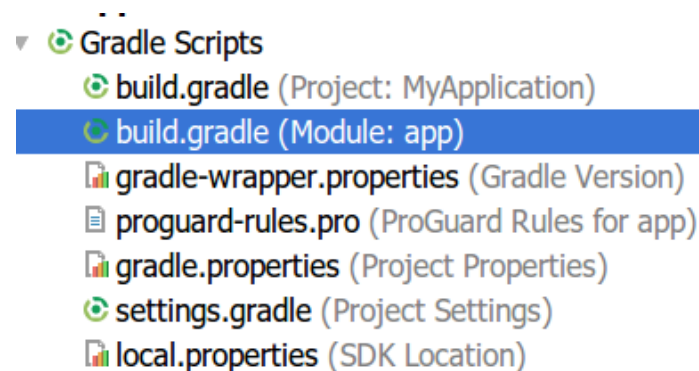 Gradle Scripts
build.gradle (Project: MyApplication)
build.gradle (Module: app)
gradle-wrapper.properties (Gradle Version)
proguard-rules.pro (ProGuard Rules for app)
gradle.properties (Project Properties)
settings.gradle (Project Settings)
local.properties (SDK Location)